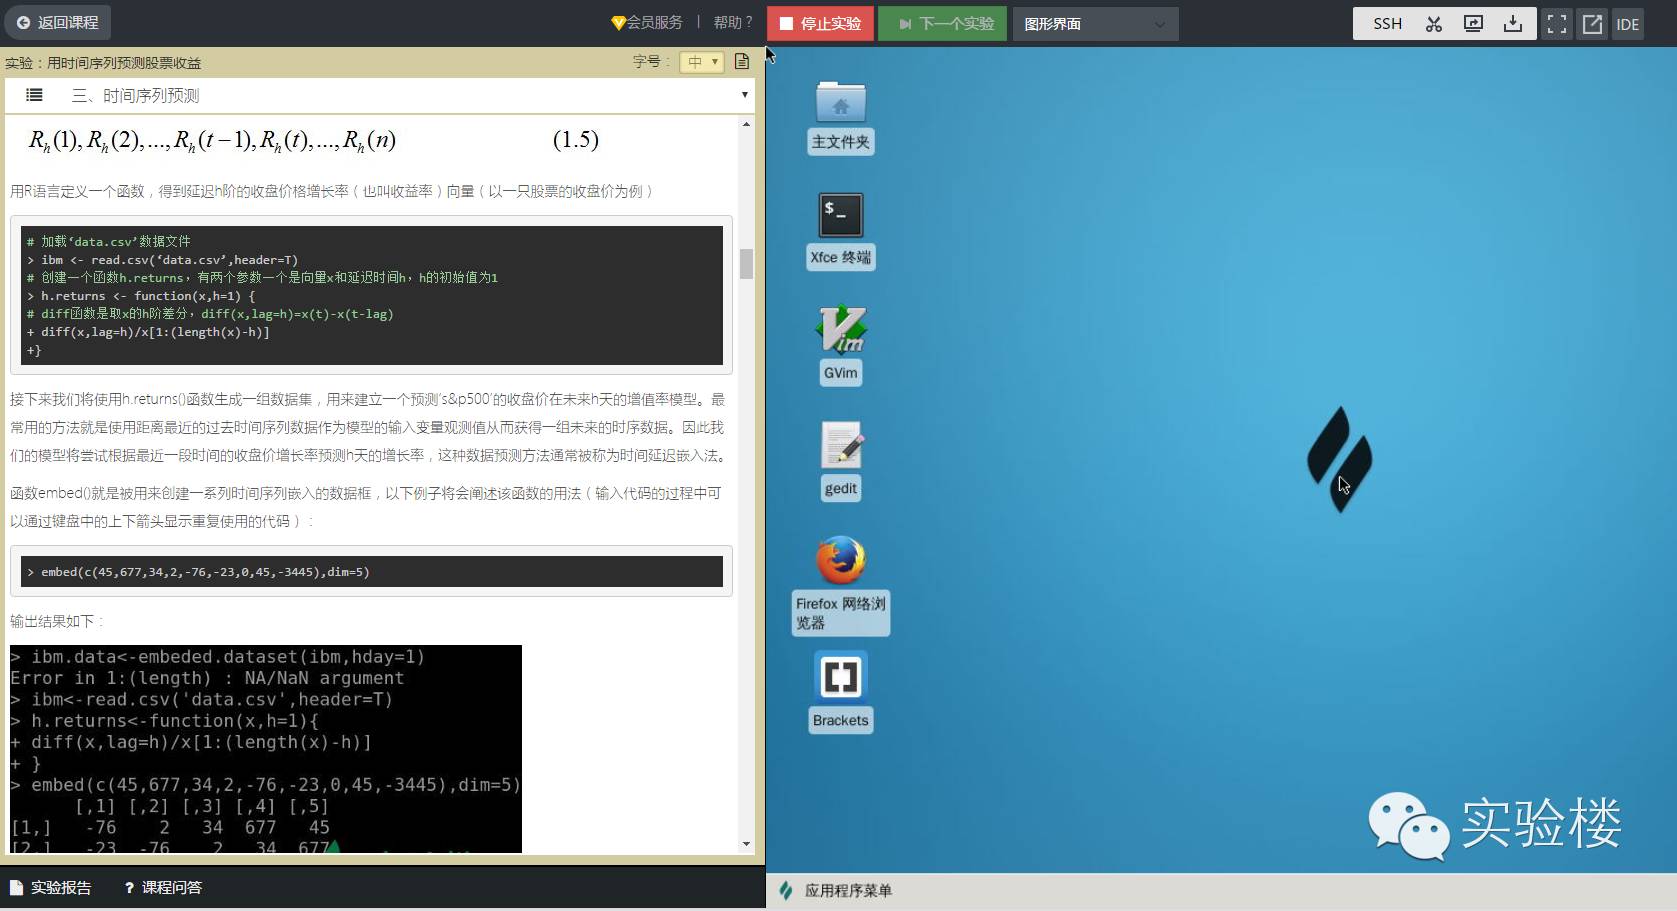 返回课程
会员服务 | 帮助 ?
停止实验
下一个实验
图形界面
SSH
IDE
实验：用时间序列预测股票收益
字号：
中
三、时间序列预测
R_h(1), R_h(2),..., R_h(t−1), R_h(t),..., R_h(n) (1.5)
用R语言定义一个函数，得到延迟h阶的收盘价格增长率（也叫收益率）向量（以一只股票的收盘价为例）
# 加载‘data.csv’数据文件
> ibm <- read.csv(‘data.csv’,header=T)
# 创建一个函数h.returns，有两个参数一个是向量x和延迟时间h，h的初始值为1
> h.returns <- function(x,h=1) {
# diff函数是取x的h阶差分，diff(x,lag=h)=x(t)-x(t-lag)
+ diff(x,lag=h)/x[1:(length(x)-h)]
+}
接下来我们将使用h.returns()函数生成一组数据集，用来建立一个预测‘s&p500’的收盘价在未来h天的增值率模型。最
常用的方法就是使用距离最近的过去时间序列数据作为模型的输入变量观测值从而获得一组未来的时序数据。因此我
们的模型将尝试根据最近一段时间的收盘价增长率预测h天的增长率，这种数据预测方法通常被称为时间延迟嵌入法。
函数embed()就是被用来创建一系列时间序列嵌入的数据框，以下例子将会阐述该函数的用法（输入代码的过程中可
以通过键盘中的上下箭头显示重复使用的代码）：
> embed(c(45,677,34,2,-76,-23,0,45,-3445),dim=5)
输出结果如下：
> ibm.data<-embeded.dataset(ibm,hday=1)
Error in 1:(length) : NA/NaN argument
> ibm<-read.csv('data.csv',header=T)
> h.returns<-function(x,h=1){
+ diff(x,lag=h)/x[1:(length(x)-h)]
+ }
> embed(c(45,677,34,2,-76,-23,0,45,-3445),dim=5)
[,1] [,2] [,3] [,4] [,5]
[1,] -76 2 34 677 45
[2,] -23 -76 2 34 677
实验报告
? 课程问答
主文件夹
$_
Xfce 终端
Vim
GVim
gedit
Firefox 网络浏
览器
Brackets
实验楼
应用程序菜单